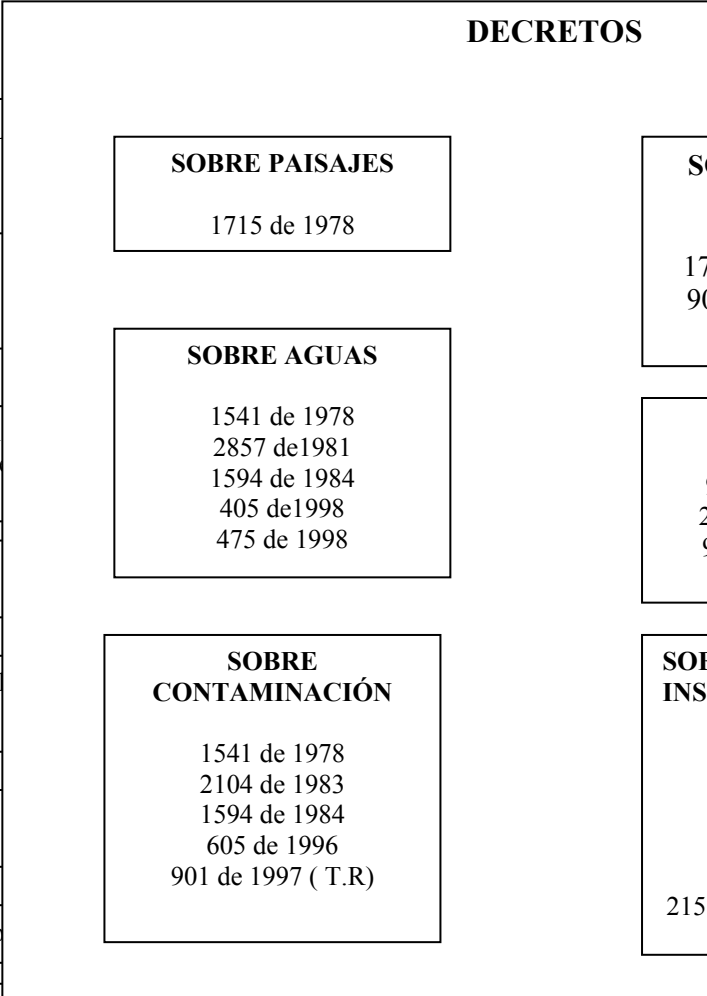 DECRETOS
SOBRE PAISAJES
1715 de 1978
SOBRE AGUAS
1541 de 1978
2857 de1981
1594 de 1984
405 de1998
475 de 1998
SOBRE
CONTAMINACIÓN
1541 de 1978
2104 de 1983
1594 de 1984
605 de 1996
901 de 1997 ( T.R)